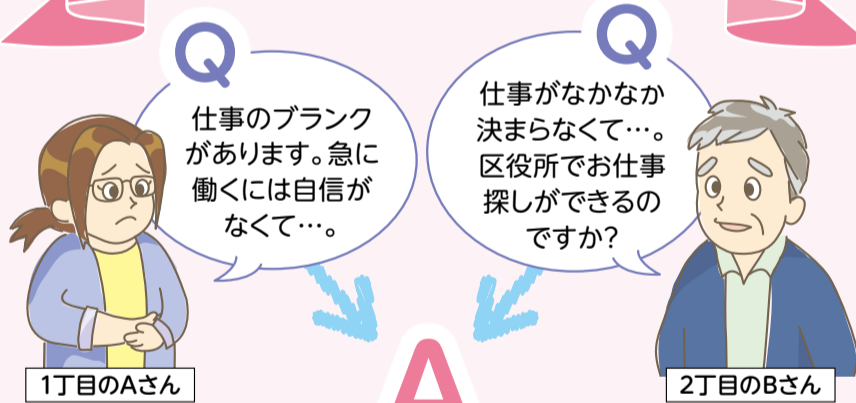 Q
仕事のブランク
があります。急に
働くには自信が
なくて…。
1丁目のAさん
Q
仕事がなかなか
決まらなくて…。
区役所でお仕事
探しができるの
ですか?
2丁目のBさん
A